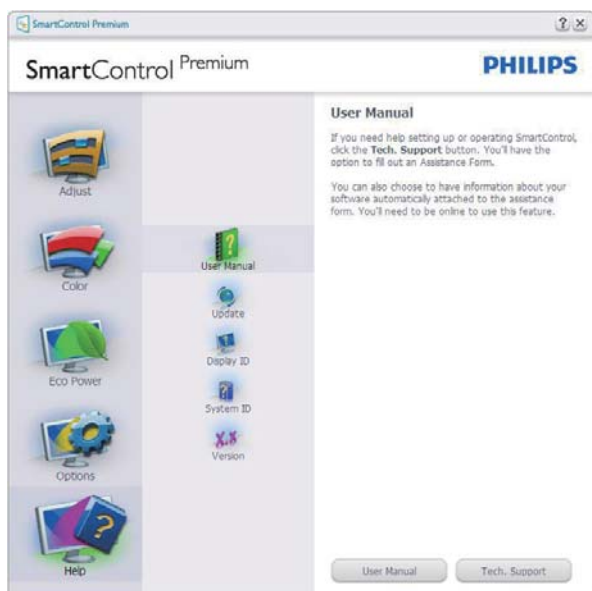 SmartControl Premium
SmartControl Premium
PHILIPS
Adjust
Color
Eco Power
Options
Help
User Manual
Update
Display ID
System ID
X.X
Version
User Manual
If you need help setting up or operating SmartControl,
click the Tech. Support button. You'll have the
option to fill out an Assistance Form.
You can also choose to have information about your
software automatically attached to the assistance
form. You'll need to be online to use this feature.
User Manual
Tech. Support